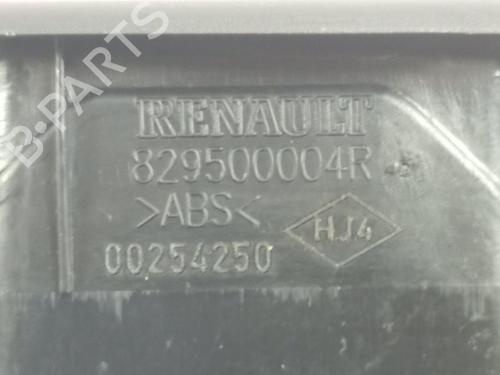 B-PARTS
RENAULT
829500004R
>ABS<
HJ4
00254250